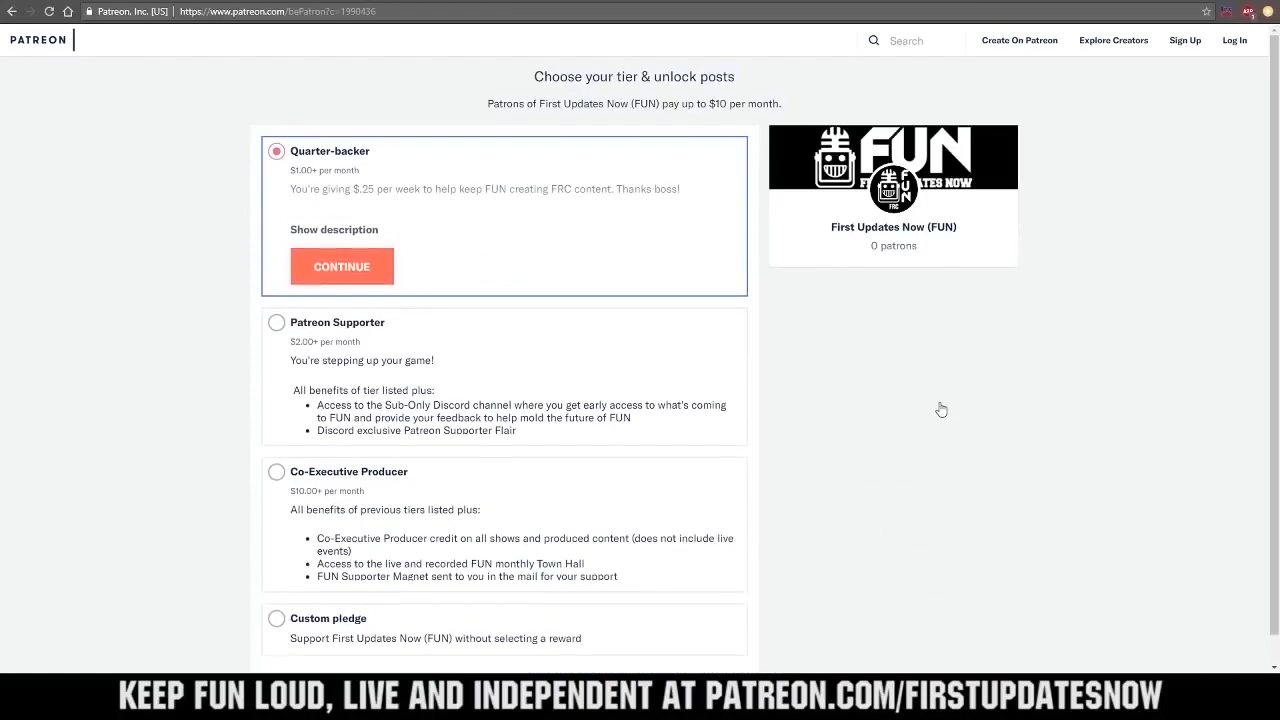 Patreon, Inc. [US] | https://www.patreon.com/bePatron?c=1990436
PATREON
Search
Create On Patreon
Explore Creators
Sign Up
Log In
Choose your tier & unlock posts
Patrons of First Updates Now (FUN) pay up to $10 per month.
Quarter-backer
$1.00+ per month
You're giving $.25 per week to help keep FUN creating FRC content. Thanks boss!
Show description
CONTINUE
Patreon Supporter
$2.00+ per month
You're stepping up your game!
All benefits of tier listed plus:
• Access to the Sub-Only Discord channel where you get early access to what's coming
to FUN and provide your feedback to help mold the future of FUN
• Discord exclusive Patreon Supporter Flair
Co-Executive Producer
$10.00+ per month
All benefits of previous tiers listed plus:
• Co-Executive Producer credit on all shows and produced content (does not include live
events)
• Access to the live and recorded FUN monthly Town Hall
• FUN Supporter Magnet sent to you in the mail for your support
Custom pledge
Support First Updates Now (FUN) without selecting a reward
FUN
TES NOW
FUN
FRC
First Updates Now (FUN)
0 patrons
KEEP FUN LOUD, LIVE AND INDEPENDENT AT PATREON.COM/FIRSTUPDATESNOW